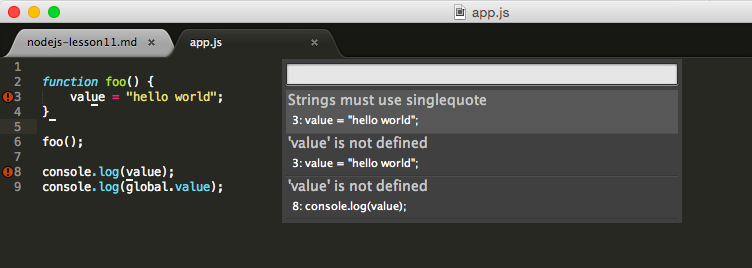 app.js
nodejs-lesson11.md × app.js ×
1
2 function foo() {
3 value = "hello world";
4 }
5
6 foo();
7
8 console.log(value);
9 console.log(global.value);
Strings must use singlequote
3: value = "hello world";
'value' is not defined
3: value = "hello world";
'value' is not defined
8: console.log(value);